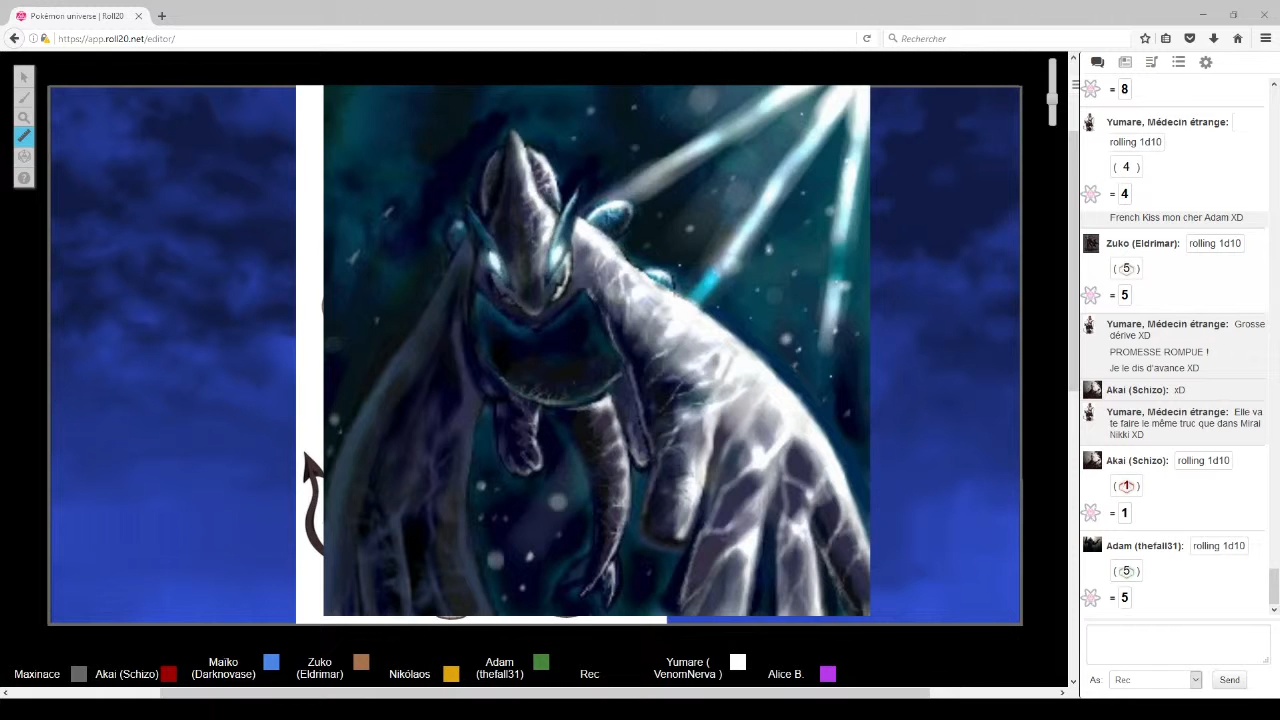 Pokémon universe | Roll20
https://app.roll20.net/editor/
Rechercher
= 8
Yumare, Médecin étrange:
rolling 1d10
( 4 )
= 4
French Kiss mon cher Adam XD
Zuko (Eldrimar): rolling 1d10
( 5 )
= 5
Yumare, Médecin étrange: Grosse
dérive XD
PROMESSE ROMPUE !
Je le dis d'avance XD
Akai (Schizo): xD
Yumare, Médecin étrange: Elle va
te faire le même truc que dans Mirai
Nikki XD
Akai (Schizo): rolling 1d10
( 1 )
= 1
Adam (thefall31): rolling 1d10
( 5 )
= 5
As: Rec Send
Maxinace
Akai (Schizo)
Maïko
(Darknovase)
Zuko
(Eldrimar)
Nikólaos
Adam
(thefall31)
Rec
Yumare (
VenomNerva )
Alice B.